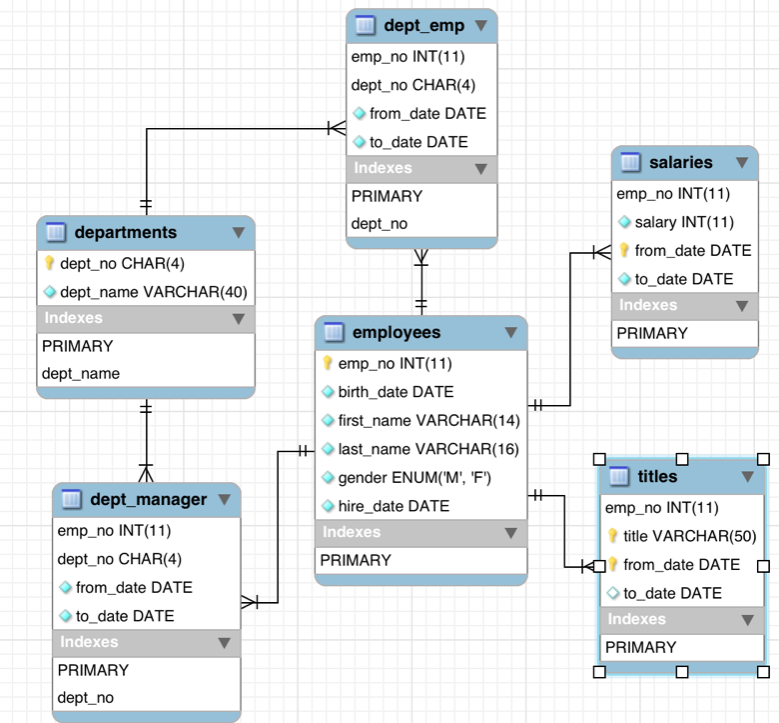 dept_emp
emp_no INT(11)
dept_no CHAR(4)
from_date DATE
to_date DATE
Indexes
PRIMARY
dept_no
salaries
emp_no INT(11)
salary INT(11)
from_date DATE
to_date DATE
Indexes
PRIMARY
departments
dept_no CHAR(4)
dept_name VARCHAR(40)
Indexes
PRIMARY
dept_name
employees
emp_no INT(11)
birth_date DATE
first_name VARCHAR(14)
last_name VARCHAR(16)
gender ENUM('M', 'F')
hire_date DATE
Indexes
PRIMARY
titles
emp_no INT(11)
title VARCHAR(50)
from_date DATE
to_date DATE
Indexes
PRIMARY
dept_manager
emp_no INT(11)
dept_no CHAR(4)
from_date DATE
to_date DATE
Indexes
PRIMARY
dept_no